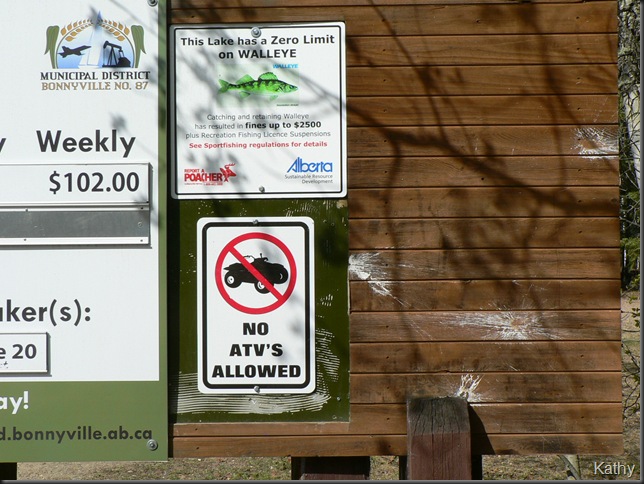 MUNICIPAL DISTRICT
BONNYVILLE NO. 87
Weekly
$102.00
aker(s):
e 20
ay!
d.bonnyville.ab.ca
This Lake has a Zero Limit
on WALLEYE
WALLEYE
Catching and retaining Walleye
has resulted in fines up to $2500
plus Recreation Fishing Licence Suspensions
See Sportfishing regulations for details
REPORT A
POACHER
Alberta
Sustainable Resource
Development
NO
ATV'S
ALLOWED
Kathy